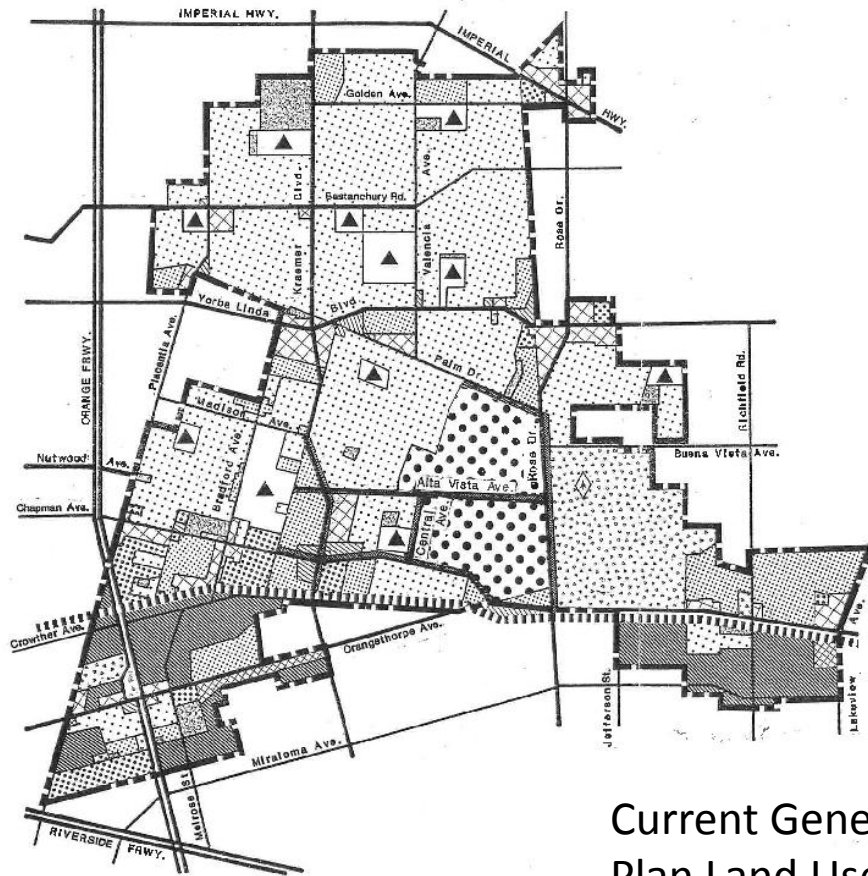 IMPERIAL HWY.
IMPERIAL
HWY.
Golden Ave.
Ave.
Blvd.
Bastanchury Rd.
Rose Dr.
Kraemer
Valencia
Yorba Linda
Blvd.
Placentia Ave.
ORANGE FRWY.
Palm Dr.
Richfield Rd.
Madison Ave.
Bradford Ave.
Nutwood Ave.
Rose Dr.
Buena Vista Ave.
Alta Vista Ave.
Chapman Ave.
Central Ave.
Crowther Ave.
Orangethorpe Ave.
Ave.
Lakeview
Jefferson St.
Miraloma Ave.
Melrose St.
RIVERSIDE FRWY.
Current Gene
Plan Land Use